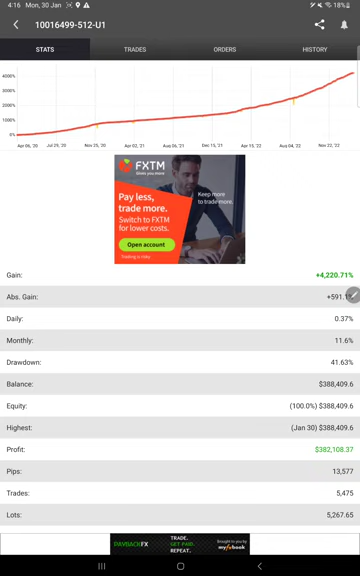 4:16 Mon, 30 Jan
18%
10016499-512-U1
STATS TRADES ORDERS HISTORY
4000%
3000%
2000%
1000%
0%
Apr 06, '20 Jul 29, '20 Nov 25, '20 Apr 02, '21 Aug 06, '21 Dec 15, '21 Apr 15, '22 Aug 04, '22 Nov 22, '22
FXTM
Gives you more
Pay less,
trade more.
Switch to FXTM
for lower costs.
Open account
Trading is risky
Keep more
to trade more.
Gain: +4,220.71%
Abs. Gain: +591.
Daily: 0.37%
Monthly: 11.6%
Drawdown: 41.63%
Balance: $388,409.6
Equity: (100.0%) $388,409.6
Highest: (Jan 30) $388,409.6
Profit: $382,108.37
Pips: 13,577
Trades: 5,475
Lots: 5,267.65
PAYBACKFX
TRADE.
GET PAID.
REPEAT.
Brought to you by
myfxbook